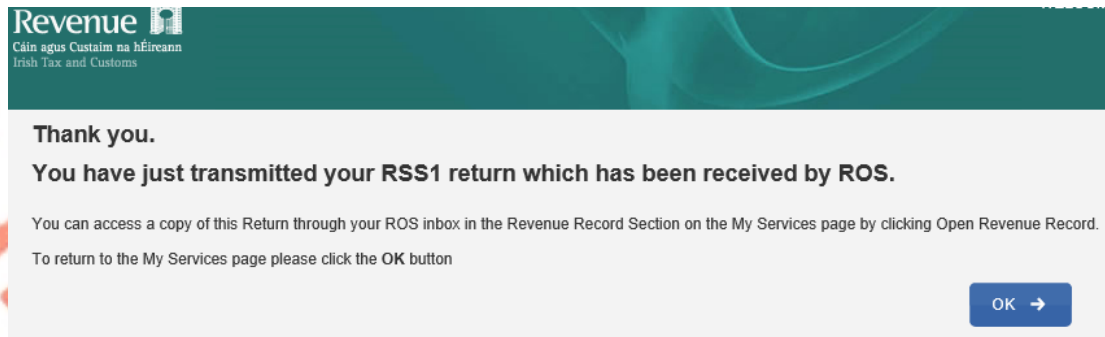 Revenue
Cáin agus Custaim na hÉireann
Irish Tax and Customs
Thank you.
You have just transmitted your RSS1 return which has been received by ROS.
You can access a copy of this Return through your ROS inbox in the Revenue Record Section on the My Services page by clicking Open Revenue Record.
To return to the My Services page please click the OK button
OK